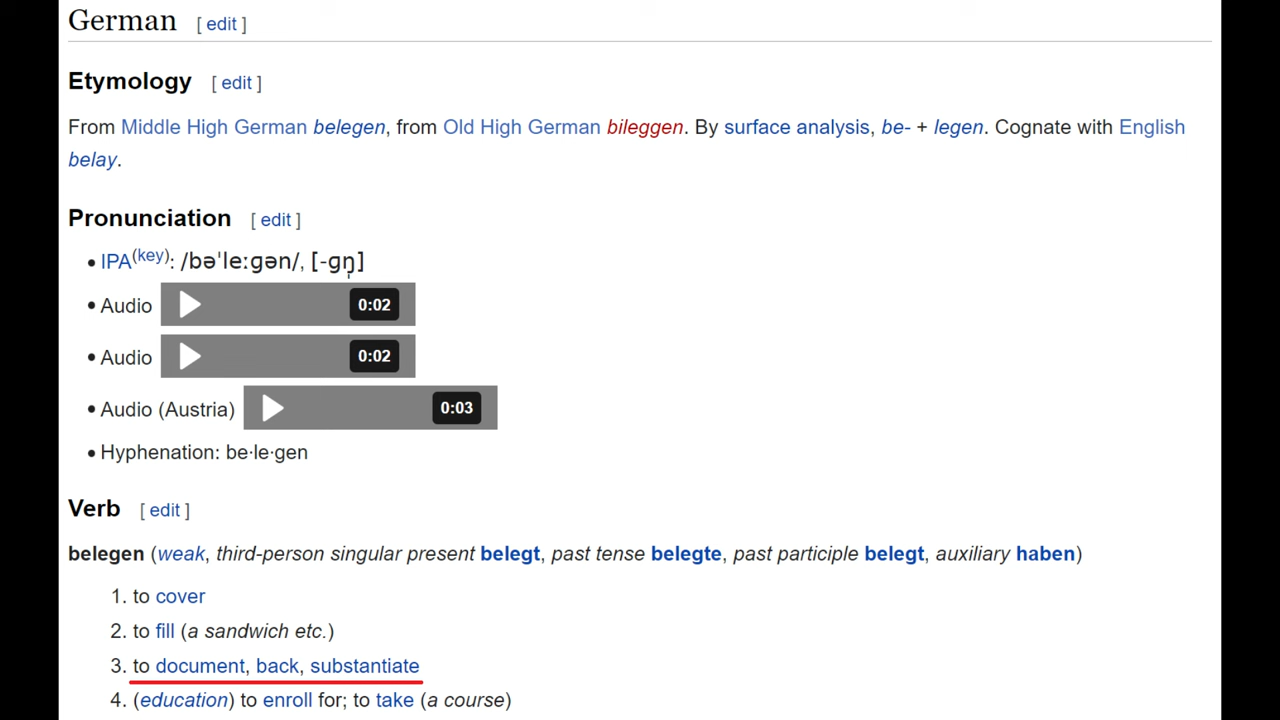 German [ edit ]
Etymology [ edit ]
From Middle High German belegen, from Old High German bileggen. By surface analysis, be- + legen. Cognate with English
belay.
Pronunciation [ edit ]
• IPA(key): /bəˈleːɡən/, [-ɡŋ̩]
• Audio 0:02
• Audio 0:02
• Audio (Austria) 0:03
• Hyphenation: be·le·gen
Verb [ edit ]
belegen (weak, third-person singular present belegt, past tense belegte, past participle belegt, auxiliary haben)
1. to cover
2. to fill (a sandwich etc.)
3. to document, back, substantiate
4. (education) to enroll for; to take (a course)